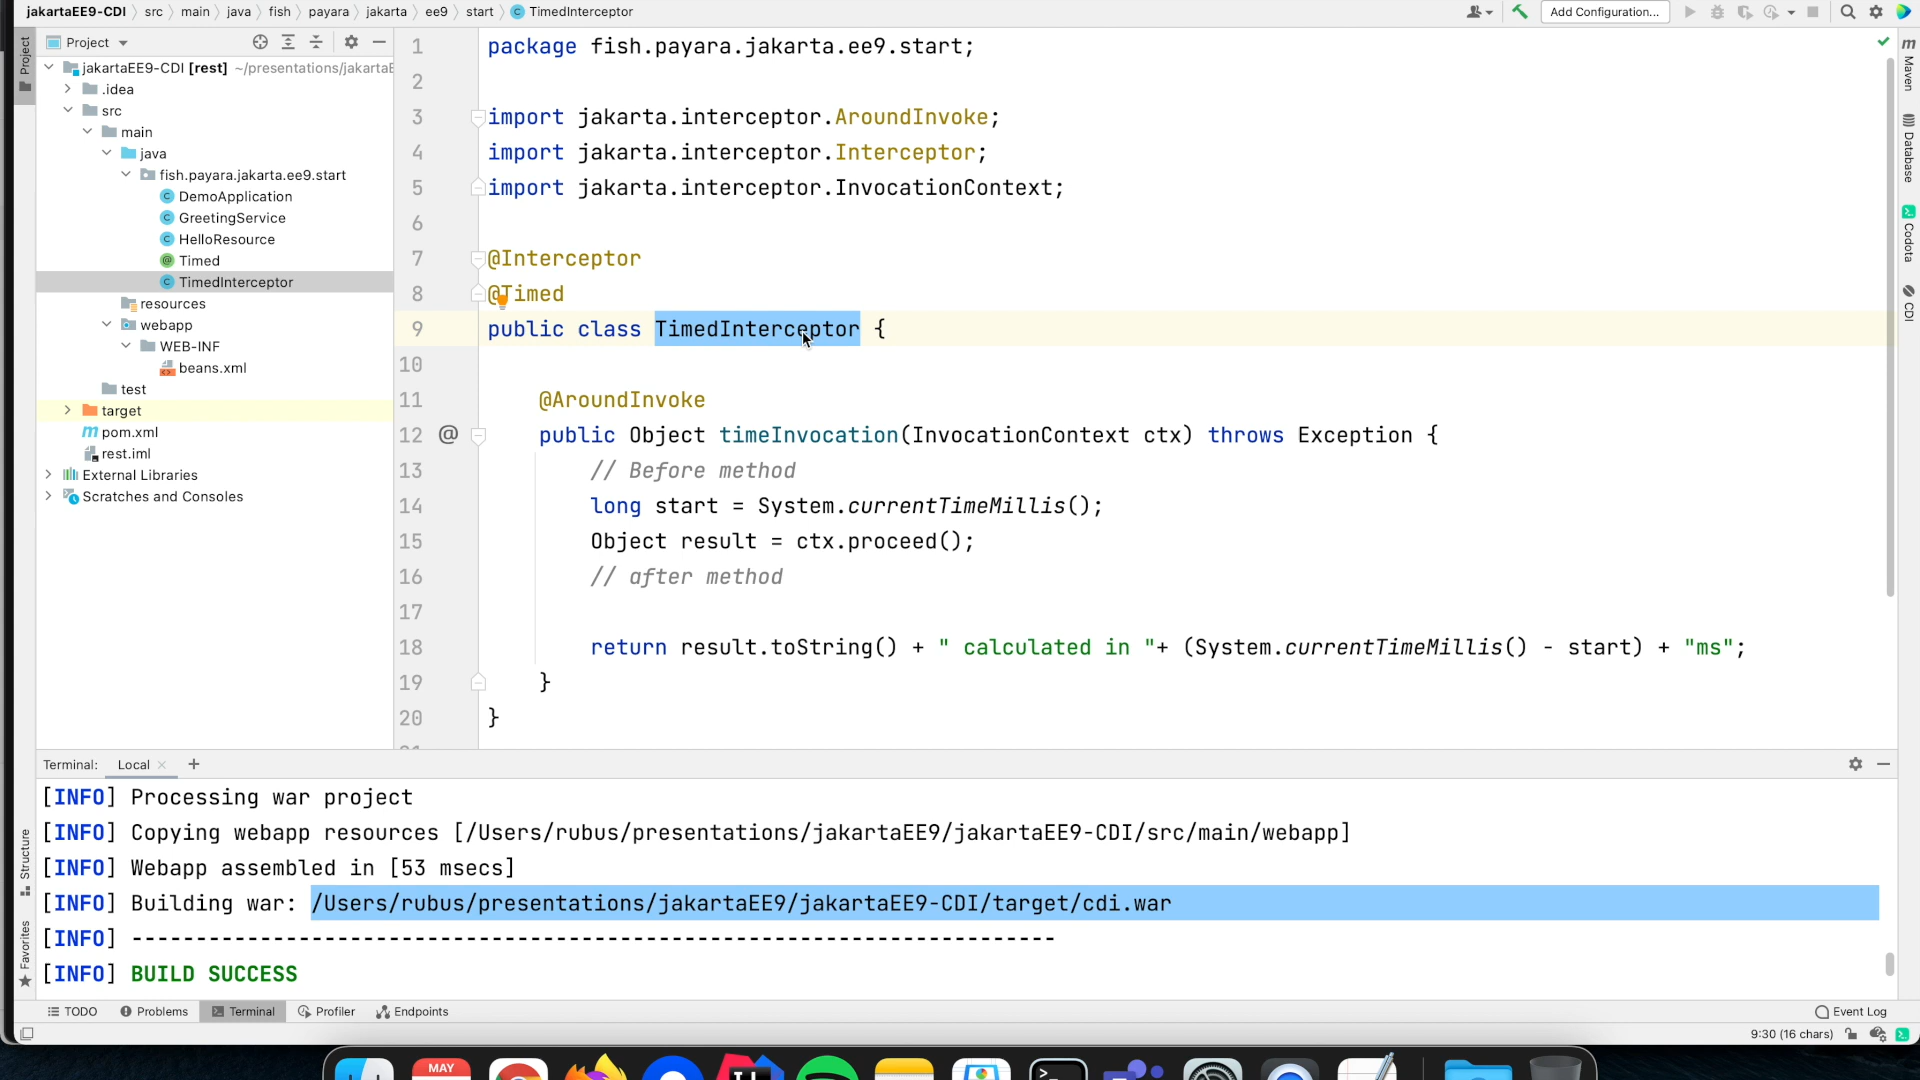 jakartaEE9-CDI src main java fish payara jakarta ee9 start TimedInterceptor
Add Configuration...
Project
jakartaEE9-CDI [rest] ~/presentations/jakartaE
.idea
src
main
java
fish.payara.jakarta.ee9.start
DemoApplication
GreetingService
HelloResource
Timed
TimedInterceptor
resources
webapp
WEB-INF
beans.xml
test
target
pom.xml
rest.iml
External Libraries
Scratches and Consoles
Project
Structure
Favorites
1 package fish.payara.jakarta.ee9.start;
2
3 import jakarta.interceptor.AroundInvoke;
4 import jakarta.interceptor.Interceptor;
5 import jakarta.interceptor.InvocationContext;
6
7 @Interceptor
8 @Timed
9 public class TimedInterceptor {
10
11 @AroundInvoke
12 @ public Object timeInvocation(InvocationContext ctx) throws Exception {
13 // Before method
14 long start = System.currentTimeMillis();
15 Object result = ctx.proceed();
16 // after method
17
18 return result.toString() + " calculated in "+ (System.currentTimeMillis() - start) + "ms";
19 }
20 }
Maven
Database
Codota
CDI
Terminal: Local
[INFO] Processing war project
[INFO] Copying webapp resources [/Users/rubus/presentations/jakartaEE9/jakartaEE9-CDI/src/main/webapp]
[INFO] Webapp assembled in [53 msecs]
[INFO] Building war: /Users/rubus/presentations/jakartaEE9/jakartaEE9-CDI/target/cdi.war
[INFO] ------------------------------------------------------------------------
[INFO] BUILD SUCCESS
TODO Problems Terminal Profiler Endpoints Event Log
9:30 (16 chars)
MAY